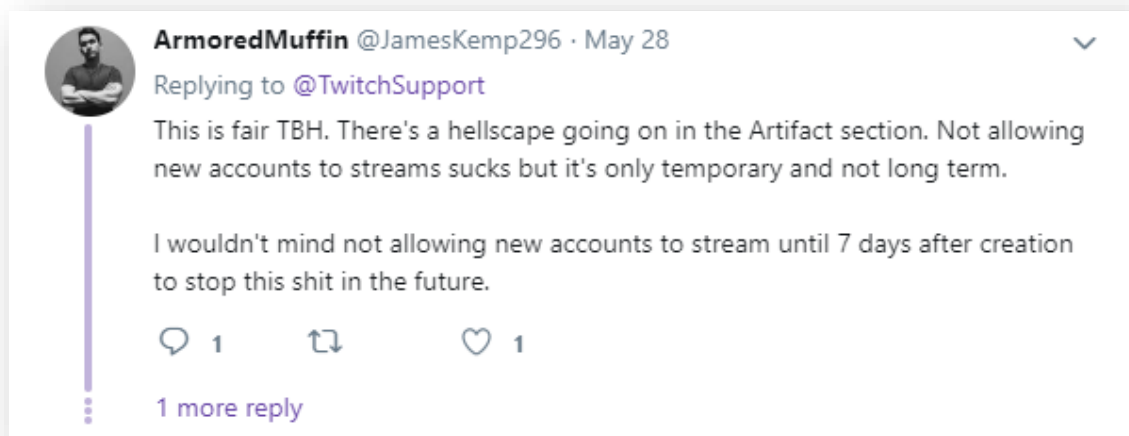 ArmoredMuffin @JamesKemp296 · May 28
Replying to @TwitchSupport
This is fair TBH. There's a hellscape going on in the Artifact section. Not allowing
new accounts to streams sucks but it's only temporary and not long term.
I wouldn't mind not allowing new accounts to stream until 7 days after creation
to stop this shit in the future.
1 1
1 more reply